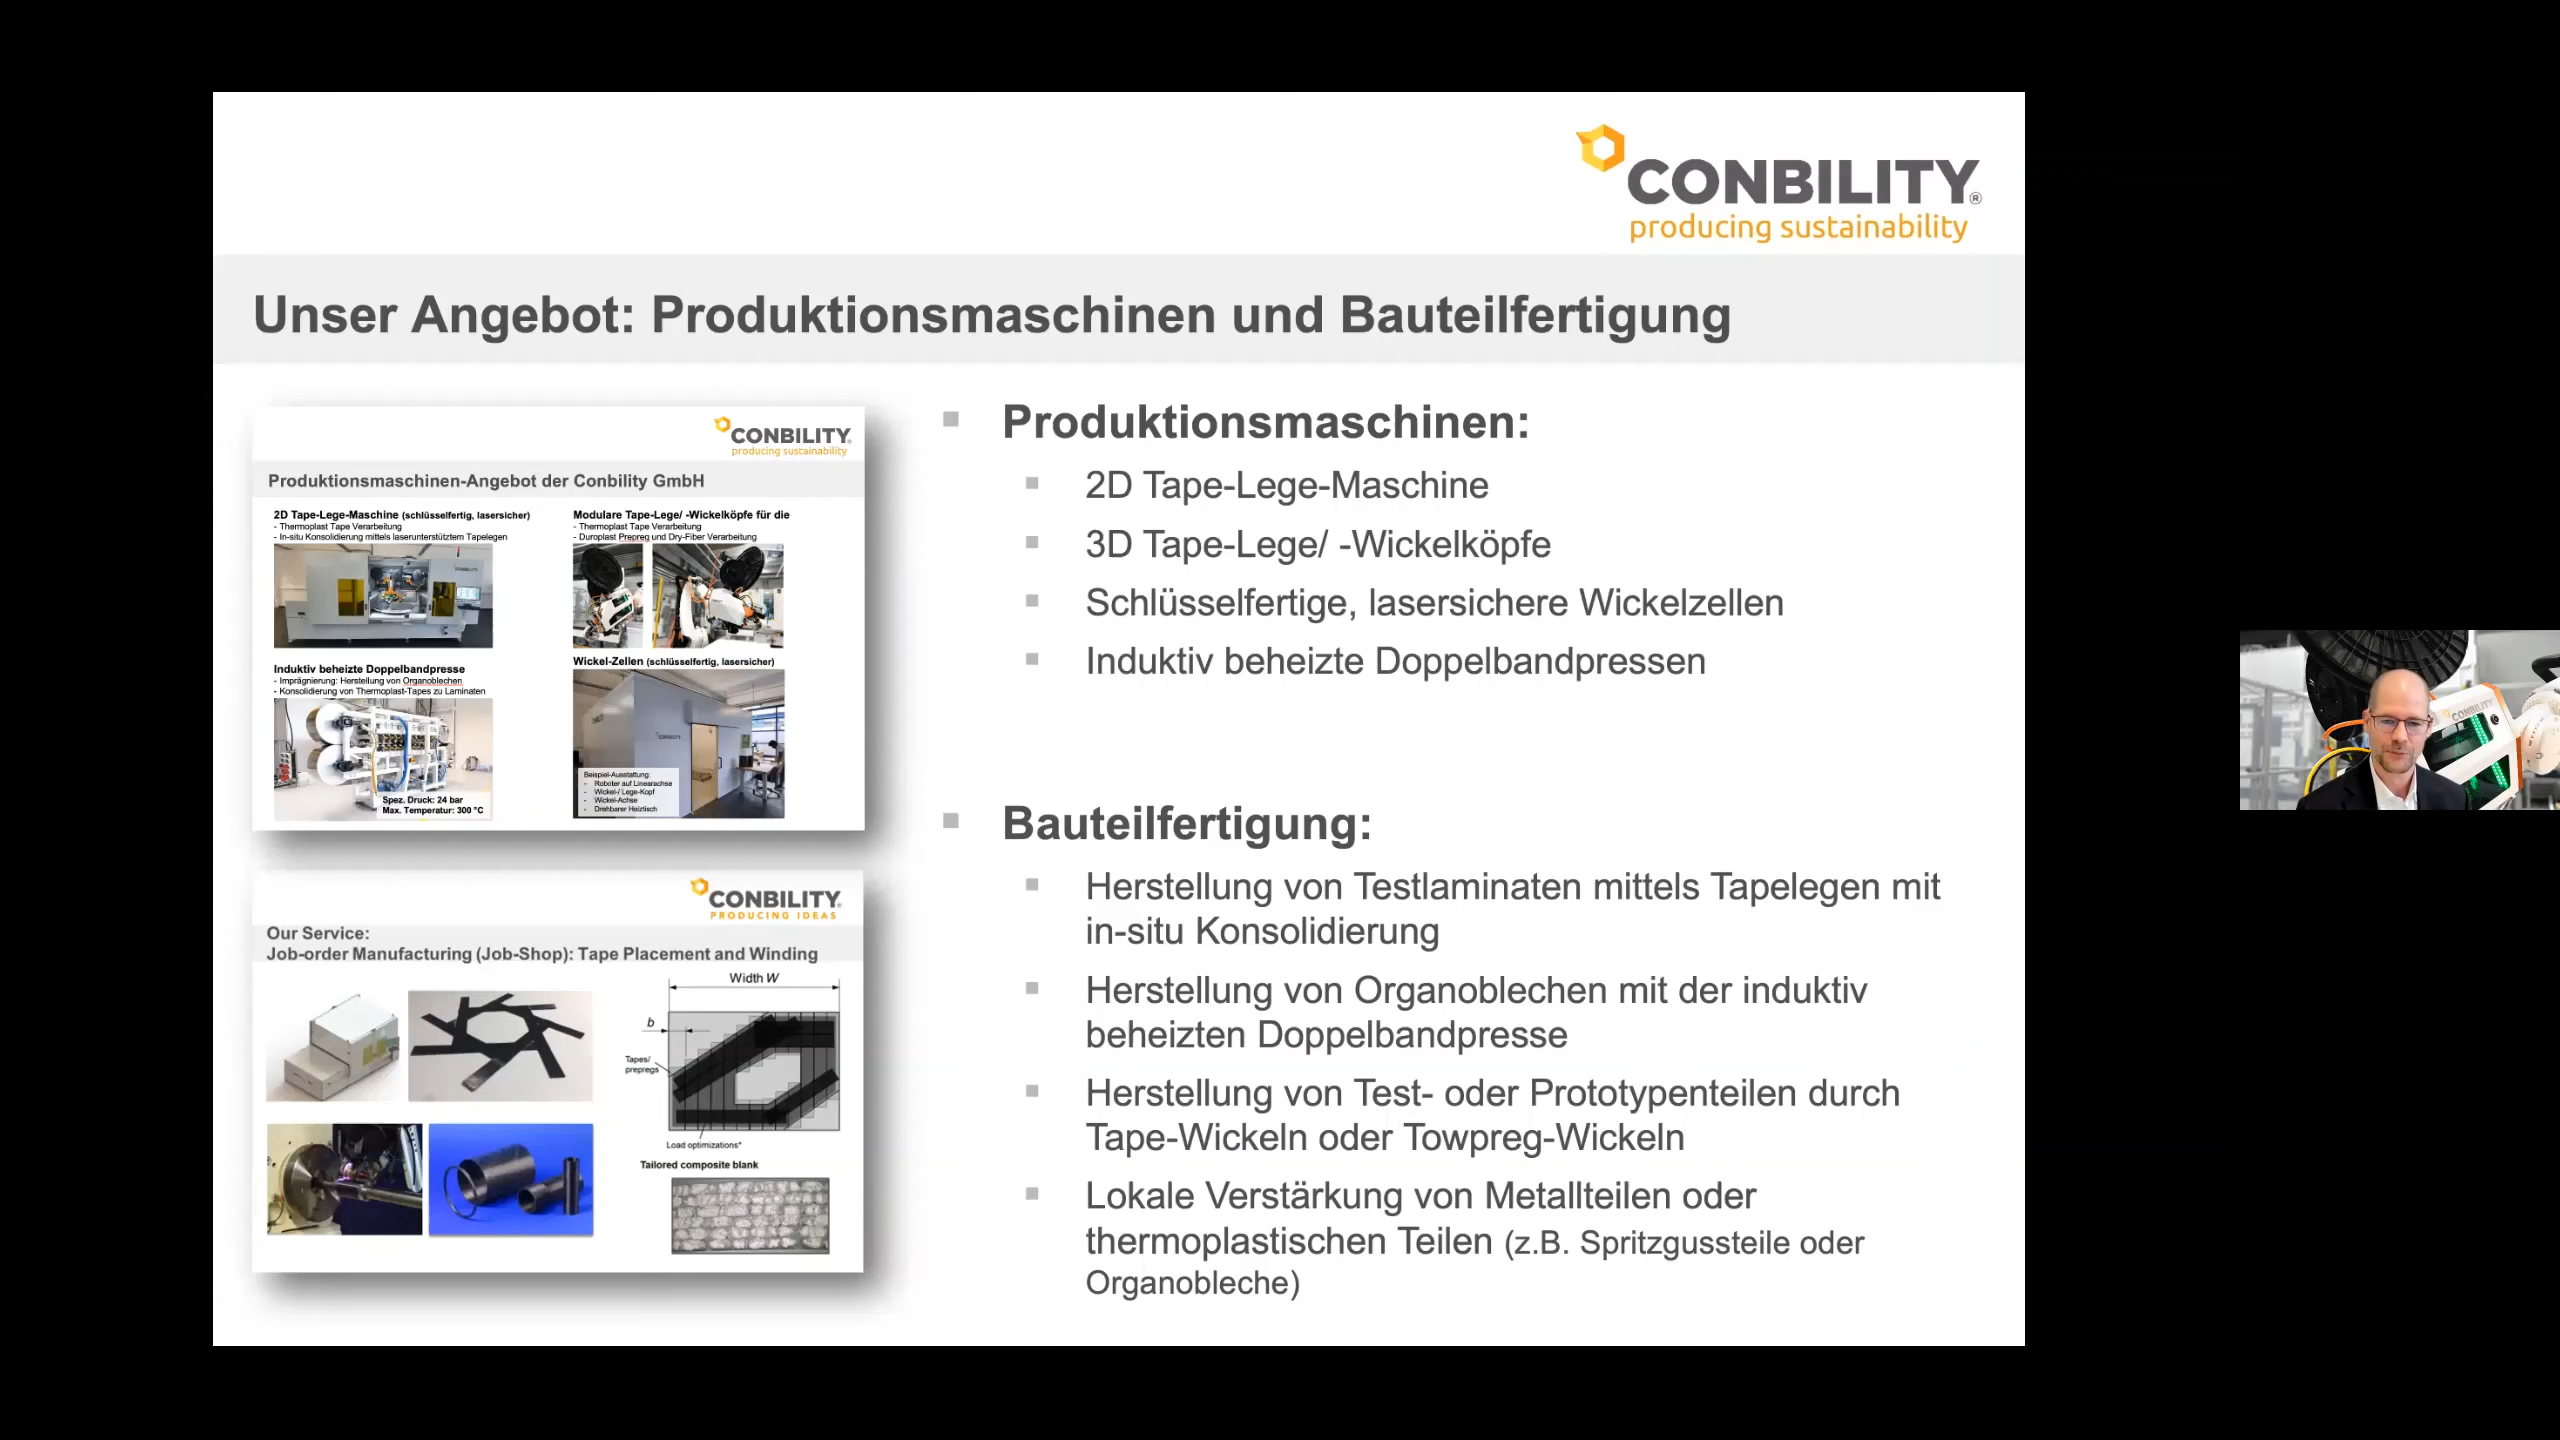 CONBILITY®
producing sustainability
Unser Angebot: Produktionsmaschinen und Bauteilfertigung
CONBILITY
producing sustainability
Produktionsmaschinen-Angebot der Conbility GmbH
2D Tape-Lege-Maschine (schlüsselfertig, lasersicher)
- Thermoplast Tape Verarbeitung
- In-situ Konsolidierung mittels laserunterstütztem Tapelegen
Modulare Tape-Lege/ -Wickelköpfe für die
- Thermoplast Tape Verarbeitung
- Duroplast Prepreg und Dry-Fiber Verarbeitung
CONBILITY
Induktiv beheizte Doppelbandpresse
- Imprägnierung: Herstellung von Organoblechen
- Konsolidierung von Thermoplast-Tapes zu Laminaten
Spez. Druck: 24 bar
Max. Temperatur: 300 °C
Wickel-Zellen (schlüsselfertig, lasersicher)
CONBILITY
Beispiel-Ausstattung:
- Roboter auf Linearachse
- Wickel-/ Lege-Kopf
- Wickel-Achse
- Drehbarer Heiztisch
CONBILITY
PRODUCING IDEAS
Our Service:
Job-order Manufacturing (Job-Shop): Tape Placement and Winding
Width W
b
Tapes/
prepregs
Load optimizations*
Tailored composite blank
Produktionsmaschinen:
2D Tape-Lege-Maschine
3D Tape-Lege/ -Wickelköpfe
Schlüsselfertige, lasersichere Wickelzellen
Induktiv beheizte Doppelbandpressen
Bauteilfertigung:
Herstellung von Testlaminaten mittels Tapelegen mit
in-situ Konsolidierung
Herstellung von Organoblechen mit der induktiv
beheizten Doppelbandpresse
Herstellung von Test- oder Prototypenteilen durch
Tape-Wickeln oder Towpreg-Wickeln
Lokale Verstärkung von Metallteilen oder
thermoplastischen Teilen (z.B. Spritzgussteile oder
Organobleche)
CONBILITY